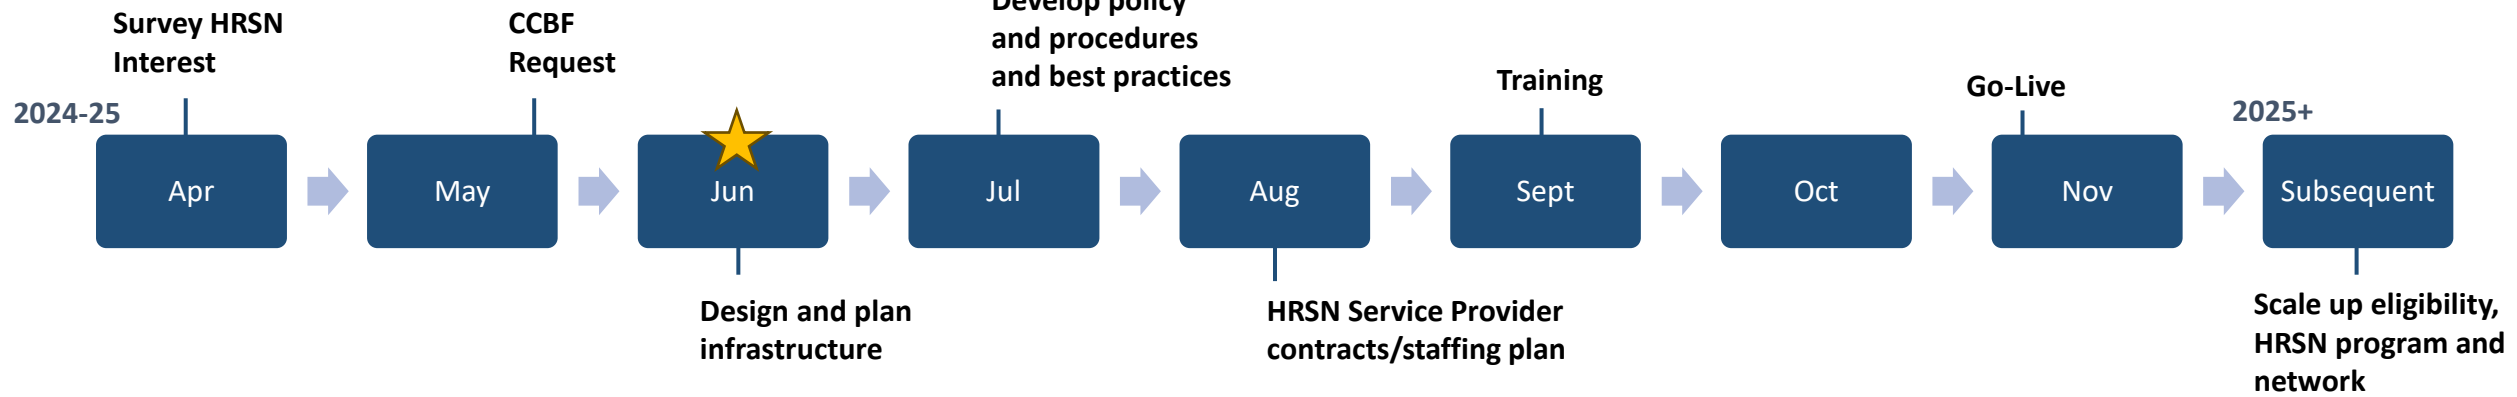 Survey HRSN
Interest
CCBF
Request
Develop policy
and procedures
and best practices
Training
Go-Live
2024-25
2025+
Apr
May
Jun
Jul
Aug
Sept
Oct
Nov
Subsequent
Design and plan
infrastructure
HRSN Service Provider
contracts/staffing plan
Scale up eligibility,
HRSN program and
network